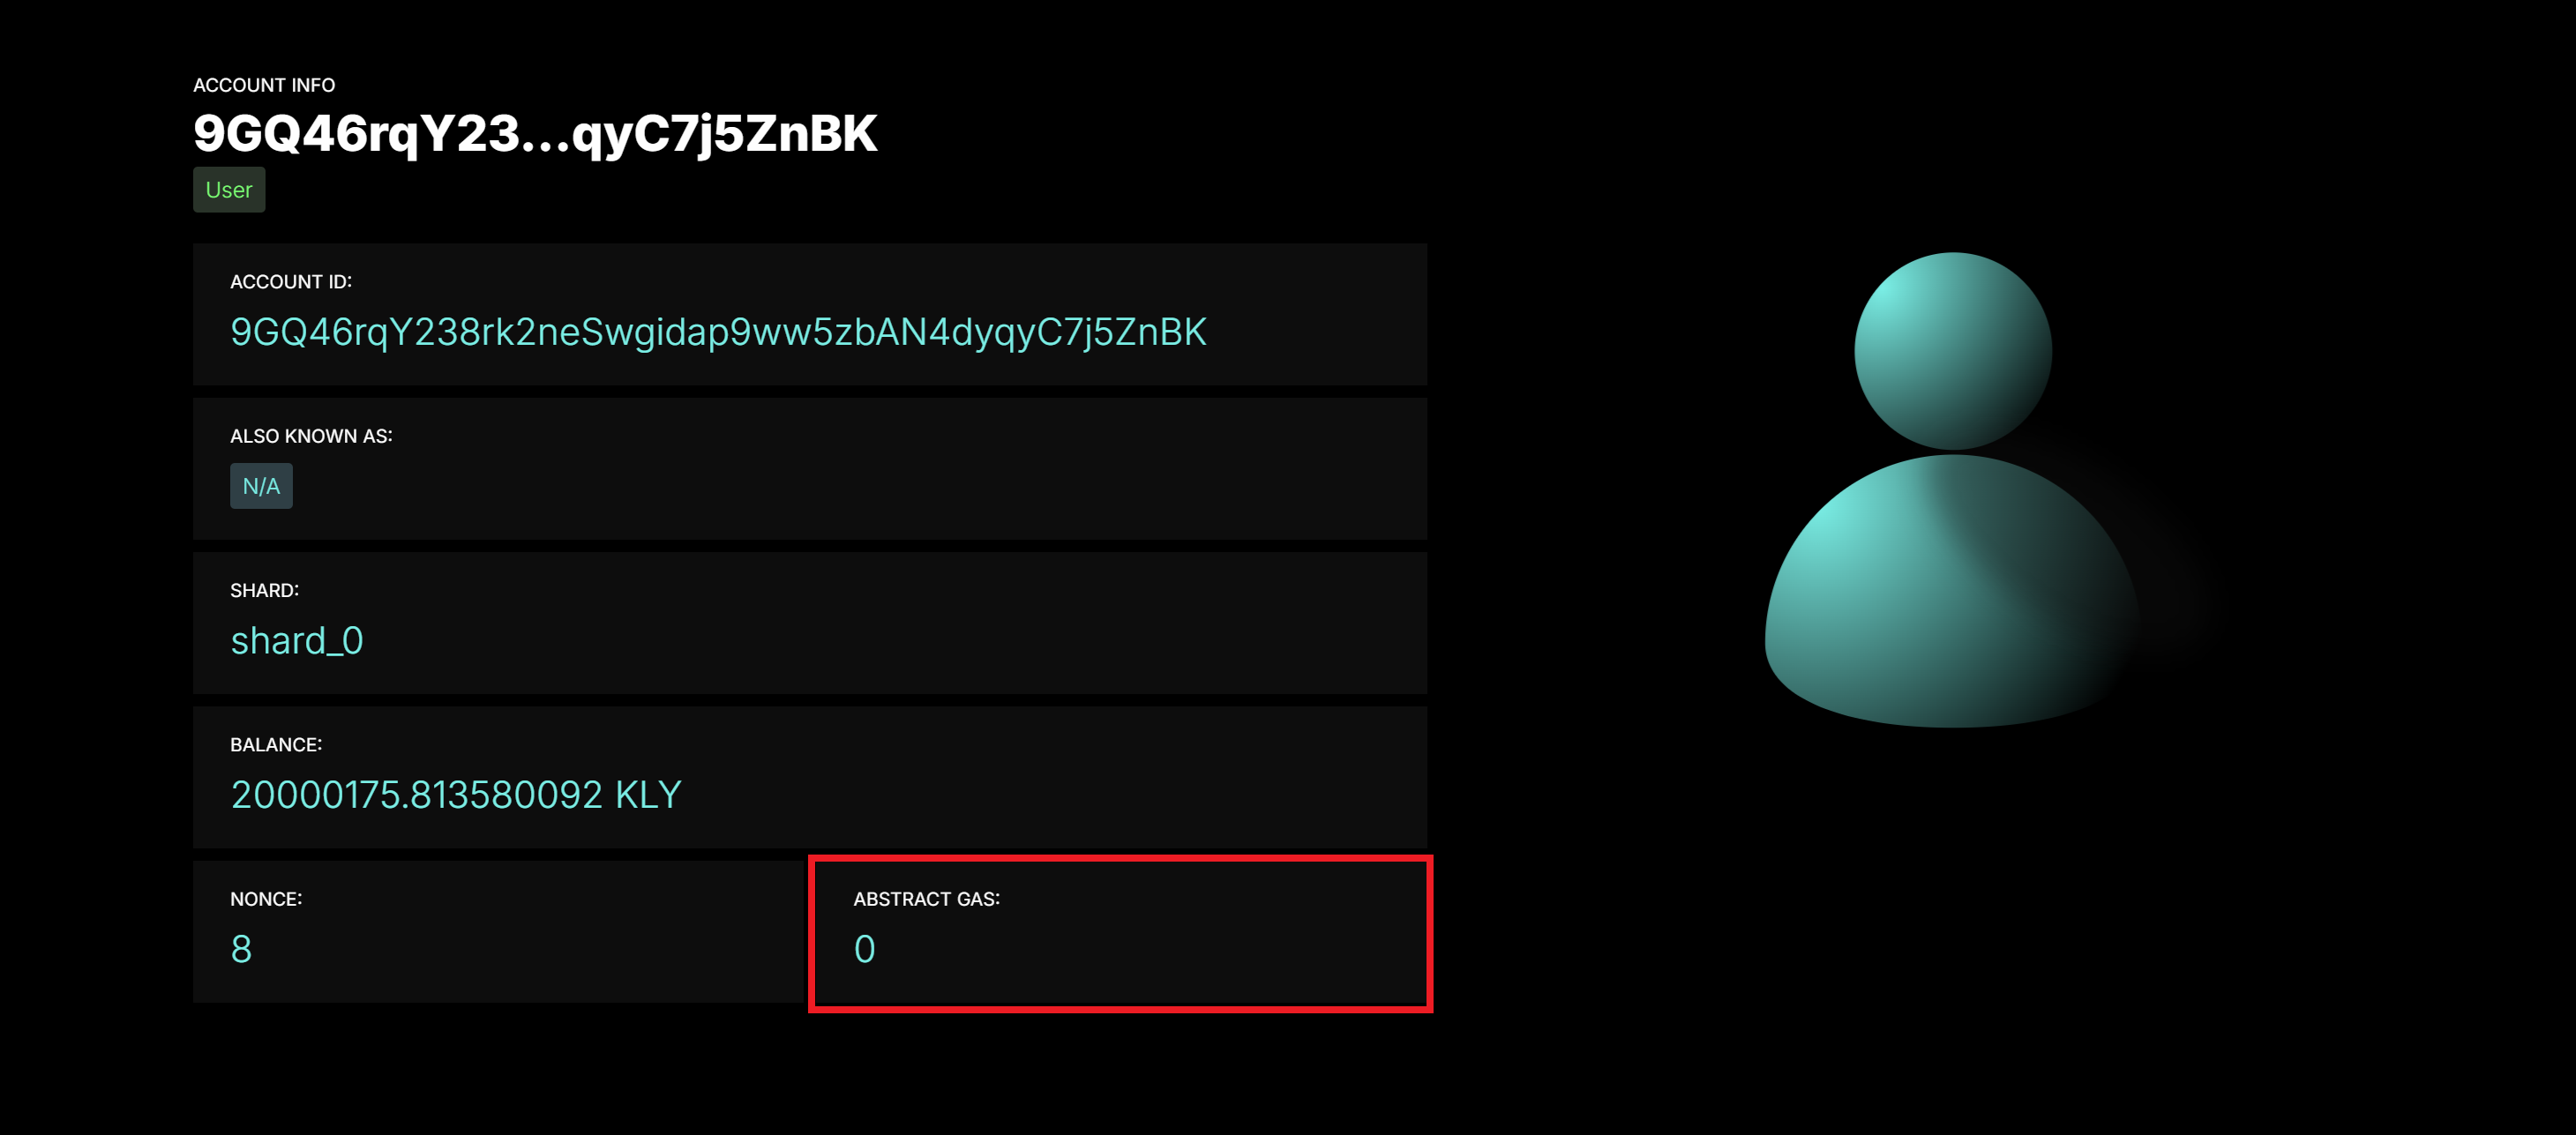 ACCOUNT INFO
9GQ46rqY23...qyC7j5ZnBK
User
ACCOUNT ID:
9GQ46rqY238rk2neSwgidap9ww5zbAN4dyqyC7j5ZnBK
ALSO KNOWN AS:
N/A
SHARD:
shard_0
BALANCE:
20000175.813580092 KLY
NONCE:
8
ABSTRACT GAS:
0